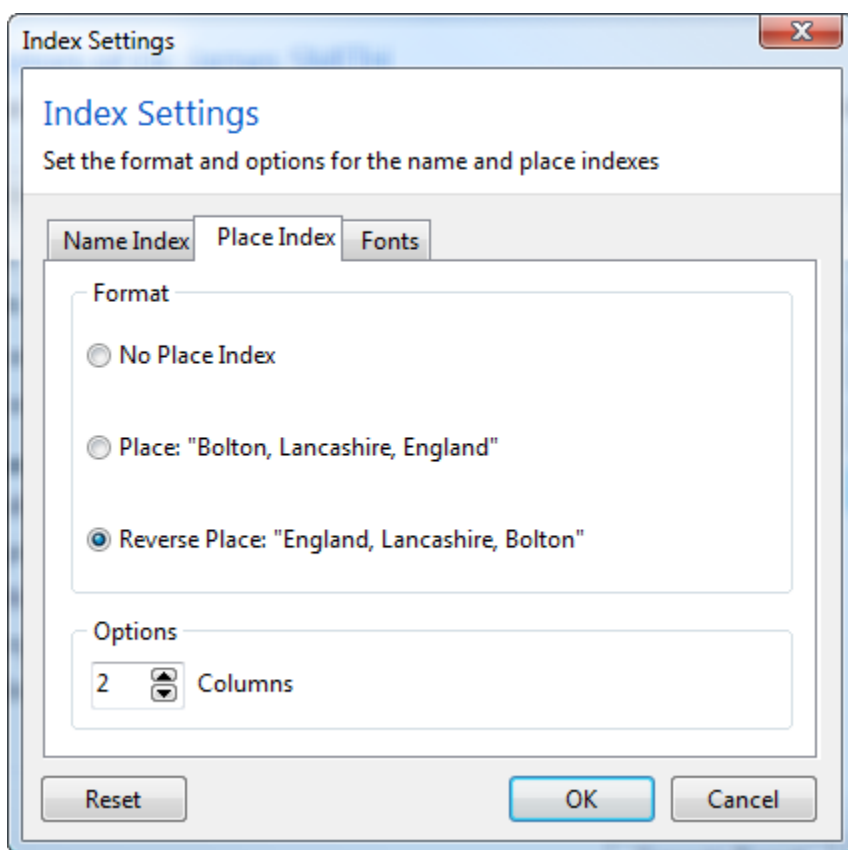 Index Settings
Index Settings
Set the format and options for the name and place indexes
Name Index Place Index Fonts
Format
No Place Index
Place: "Bolton, Lancashire, England"
Reverse Place: "England, Lancashire, Bolton"
Options
2 Columns
Reset OK Cancel